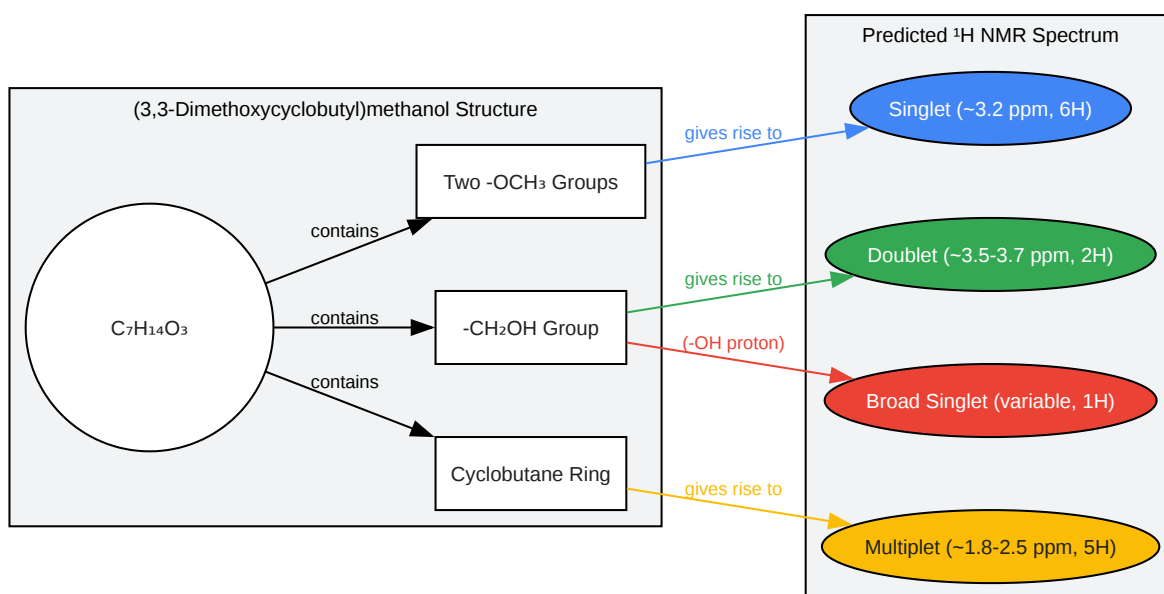 Predicted ¹H NMR Spectrum
(3,3-Dimethoxycyclobutyl)methanol Structure
Singlet (~3.2 ppm, 6H)
gives rise to
Two -OCH₃ Groups
contains
Doublet (~3.5-3.7 ppm, 2H)
gives rise to
C₇H₁₄O₃
contains
-CH₂OH Group
(-OH proton)
contains
Broad Singlet (variable, 1H)
Cyclobutane Ring
gives rise to
Multiplet (~1.8-2.5 ppm, 5H)